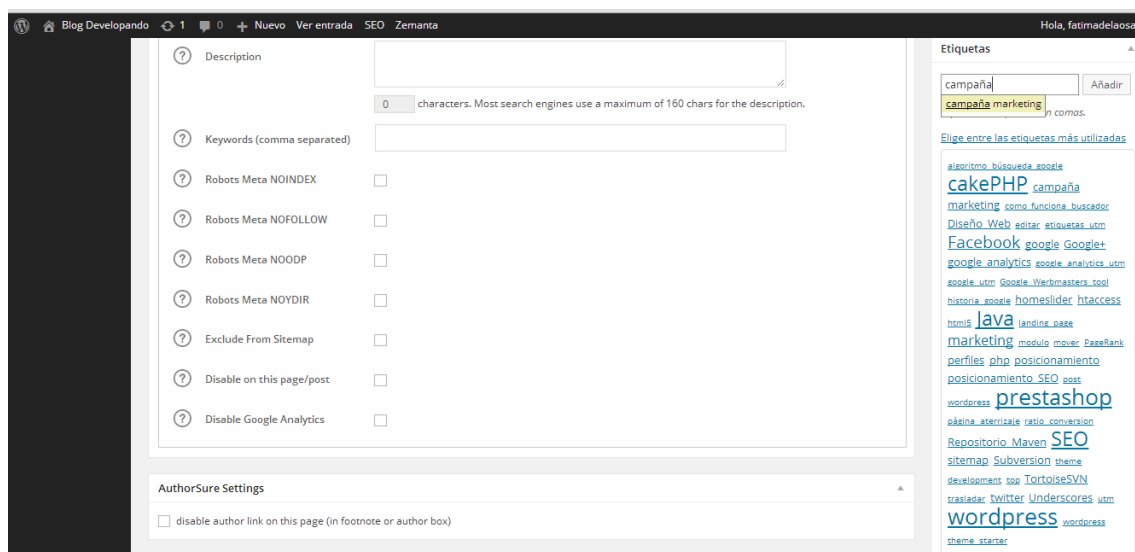 Blog Developando 1 0 + Nuevo Ver entrada SEO Zemanta Hola, fatimadelaosa
? Description
0 characters. Most search engines use a maximum of 160 chars for the description.
? Keywords (comma separated)
? Robots Meta NOINDEX
? Robots Meta NOFOLLOW
? Robots Meta NOODP
? Robots Meta NOYDIR
? Exclude From Sitemap
? Disable on this page/post
? Disable Google Analytics
AuthorSure Settings
disable author link on this page (in footnote or author box)
Etiquetas
campaña Añadir
campaña marketing
n comas.
Elige entre las etiquetas más utilizadas
algoritmo búsqueda google
cakePHP campaña
marketing como funciona buscador
Diseño Web editar etiquetas utm
Facebook google Google+
google analytics google analytics utm
google utm Google Werbmasters tool
historia google homeslider htaccess
html5 Java landing page
marketing modulo mover PageRank
perfiles php posicionamiento
posicionamiento SEO post
wordpress prestashop
página aterrizaje ratio conversion
Repositorio Maven SEO
sitemap Subversion theme
development top TortoiseSVN
trasladar twitter Underscores utm
wordpress wordpress
theme starter